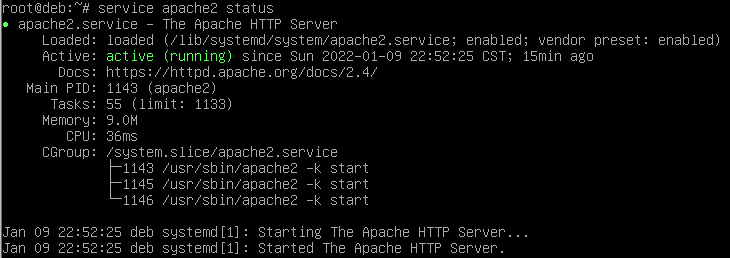 root@deb:~# service apache2 status
● apache2.service - The Apache HTTP Server
     Loaded: loaded (/lib/systemd/system/apache2.service; enabled; vendor preset: enabled)
     Active: active (running) since Sun 2022-01-09 22:52:25 CST; 15min ago
       Docs: https://httpd.apache.org/docs/2.4/
   Main PID: 1143 (apache2)
      Tasks: 55 (limit: 1133)
     Memory: 9.0M
        CPU: 36ms
     CGroup: /system.slice/apache2.service
             ├─1143 /usr/sbin/apache2 -k start
             ├─1145 /usr/sbin/apache2 -k start
             └─1146 /usr/sbin/apache2 -k start

Jan 09 22:52:25 deb systemd[1]: Starting The Apache HTTP Server...
Jan 09 22:52:25 deb systemd[1]: Started The Apache HTTP Server.